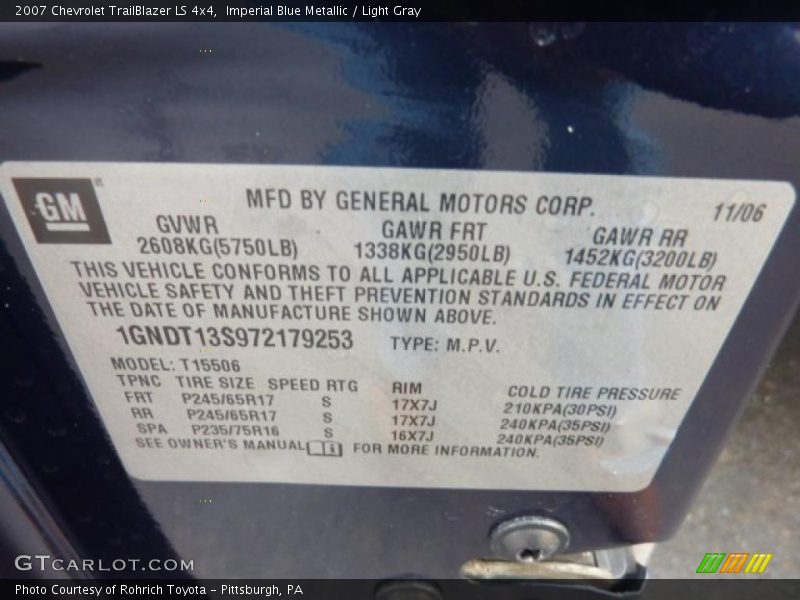 2007 Chevrolet TrailBlazer LS 4x4, Imperial Blue Metallic / Light Gray
GM
MFD BY GENERAL MOTORS CORP. 11/06
GVWR GAWR FRT GAWR RR
2608KG(5750LB) 1338KG(2950LB) 1452KG(3200LB)
THIS VEHICLE CONFORMS TO ALL APPLICABLE U.S. FEDERAL MOTOR
VEHICLE SAFETY AND THEFT PREVENTION STANDARDS IN EFFECT ON
THE DATE OF MANUFACTURE SHOWN ABOVE.
1GNDT13S972179253 TYPE: M.P.V.
MODEL: T15506
TPNC TIRE SIZE SPEED RTG RIM COLD TIRE PRESSURE
FRT P245/65R17 S 17X7J 210KPA(30PSI)
RR P245/65R17 S 17X7J 240KPA(35PSI)
SPA P235/75R16 S 16X7J 240KPA(35PSI)
SEE OWNER'S MANUAL FOR MORE INFORMATION.
GTCARLOT.COM
Photo Courtesy of Rohrich Toyota - Pittsburgh, PA